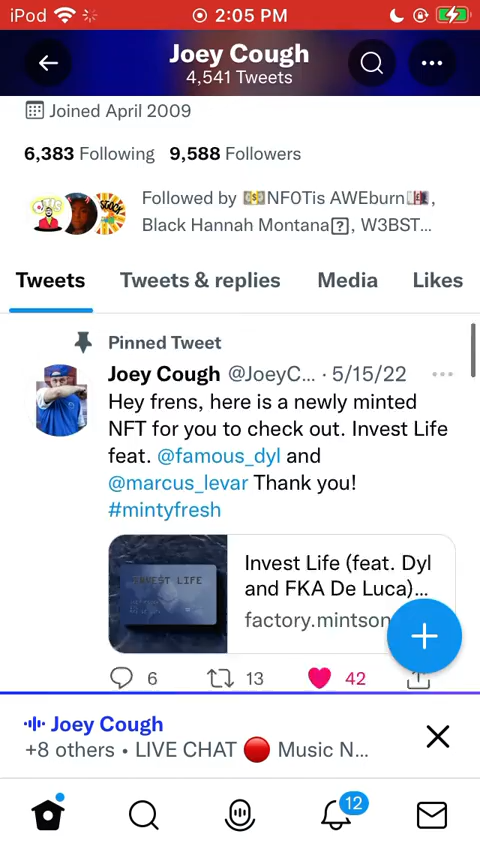 iPod 2:05 PM
Joey Cough
4,541 Tweets
Joined April 2009
6,383 Following 9,588 Followers
Followed by 💵NF0Tis AWEburn,
Black Hannah Montana⍰, W3BST...
Tweets Tweets & replies Media Likes
Pinned Tweet
Joey Cough @JoeyC... · 5/15/22
Hey frens, here is a newly minted
NFT for you to check out. Invest Life
feat. @famous_dyl and
@marcus_levar Thank you!
#mintyfresh
INVEST LIFE
Invest Life (feat. Dyl
and FKA De Luca)...
factory.mintson
6 13 42
Joey Cough
+8 others • LIVE CHAT 🔴 Music N...
12